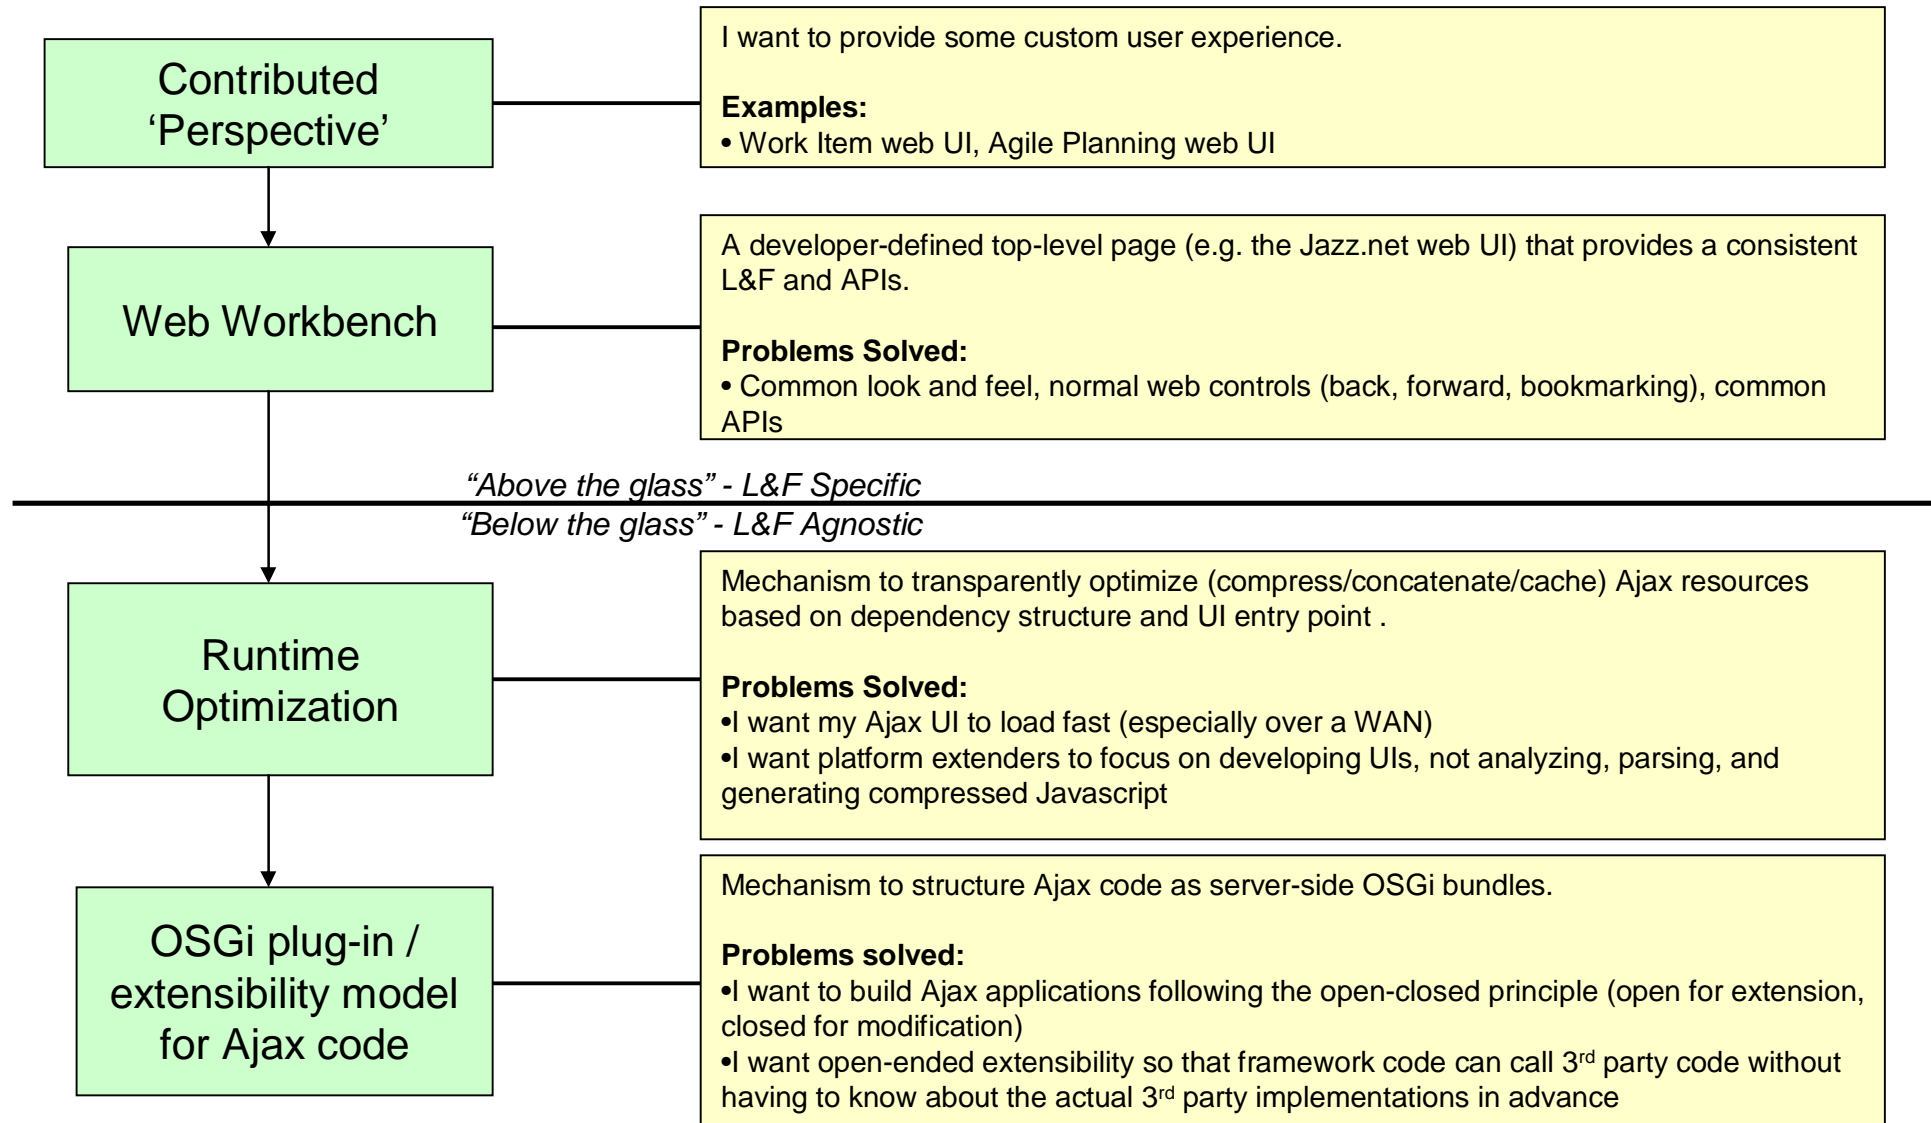 Contributed
‘Perspective’
I want to provide some custom user experience.
Examples:
• Work Item web UI, Agile Planning web UI
Web Workbench
A developer-defined top-level page (e.g. the Jazz.net web UI) that provides a consistent
L&F and APIs.
Problems Solved:
• Common look and feel, normal web controls (back, forward, bookmarking), common
APIs
“Above the glass” - L&F Specific
“Below the glass” - L&F Agnostic
Runtime
Optimization
Mechanism to transparently optimize (compress/concatenate/cache) Ajax resources
based on dependency structure and UI entry point .
Problems Solved:
•I want my Ajax UI to load fast (especially over a WAN)
•I want platform extenders to focus on developing UIs, not analyzing, parsing, and
generating compressed Javascript
OSGi plug-in /
extensibility model
for Ajax code
Mechanism to structure Ajax code as server-side OSGi bundles.
Problems solved:
•I want to build Ajax applications following the open-closed principle (open for extension,
closed for modification)
•I want open-ended extensibility so that framework code can call 3rd party code without
having to know about the actual 3rd party implementations in advance